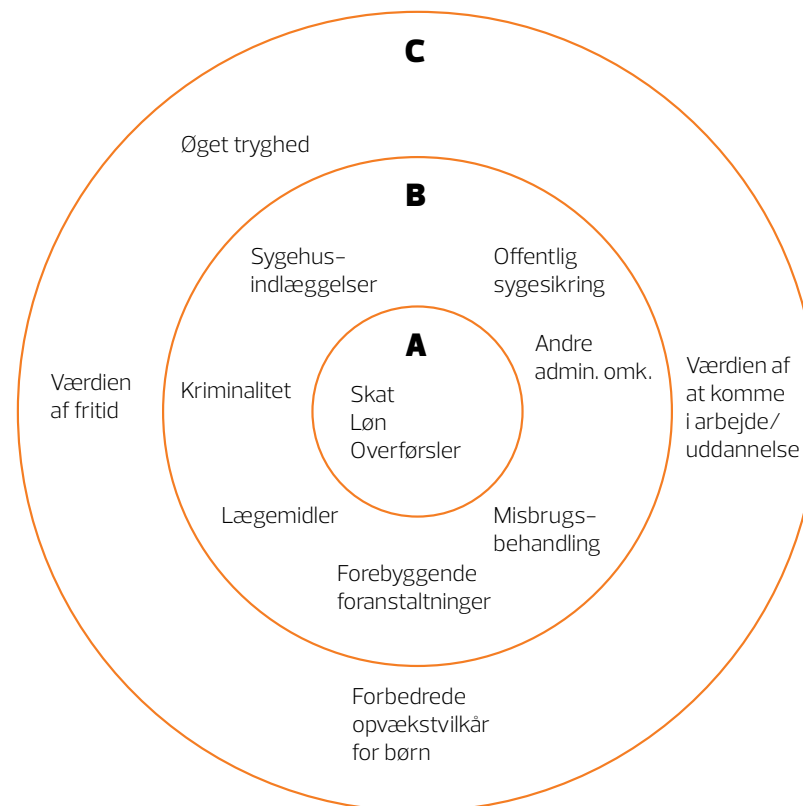 C
Øget tryghed
B
Sygehus-
indlæggelser
Offentlig
sygesikring
A
Andre
admin. omk.
Værdien
af fritid
Kriminalitet
Skat
Løn
Overførsler
Værdien af
at komme
i arbejde/
uddannelse
Lægemidler
Misbrugs-
behandling
Forebyggende
foranstaltninger
Forbedrede
opvækstvilkår
for børn